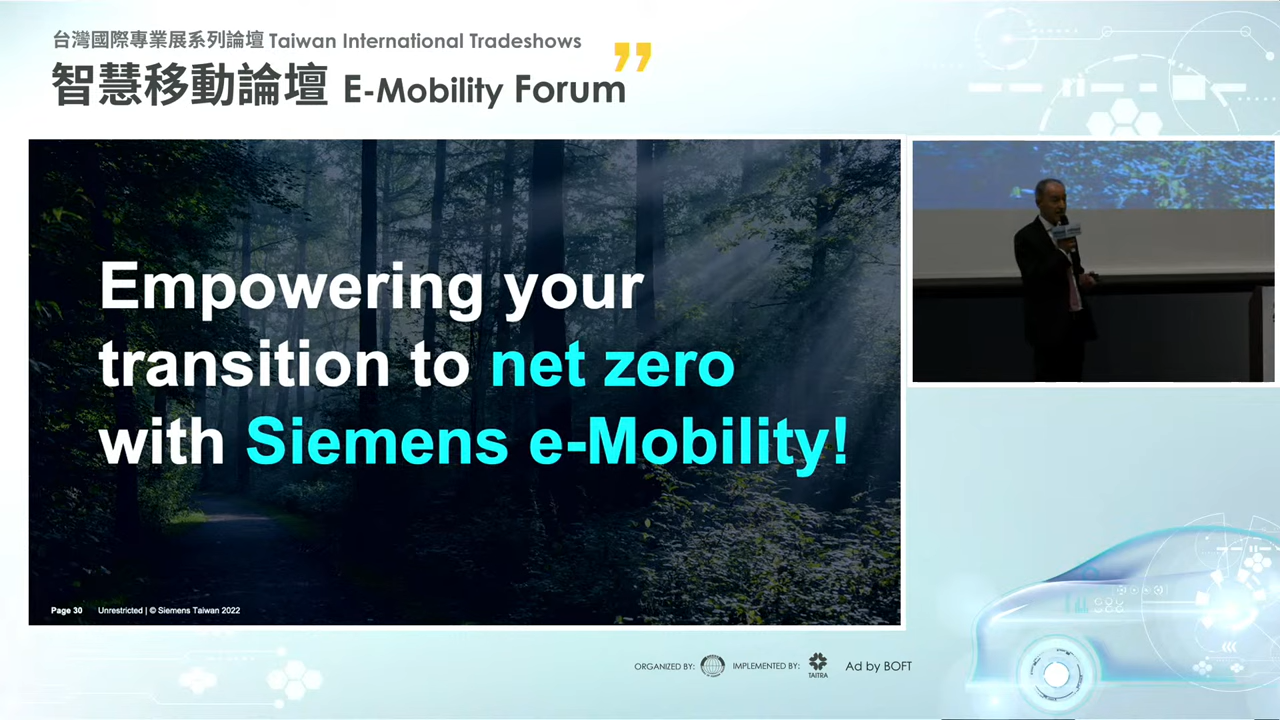 台灣國際專業展系列論壇 Taiwan International Tradeshows
智慧移動論壇 E-Mobility Forum
Empowering your
transition to net zero
with Siemens e-Mobility!
Page 30 Unrestricted | © Siemens Taiwan 2022
ORGANIZED BY: IMPLEMENTED BY: TAITRA Ad by BOFT